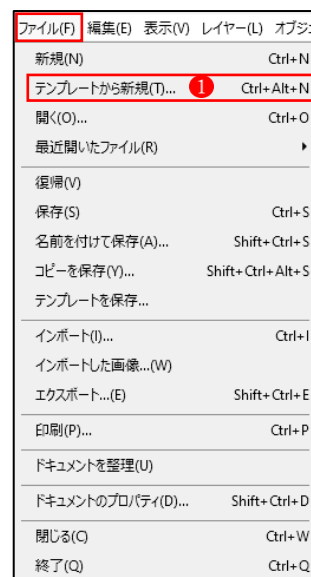 ファイル(F) 編集(E) 表示(V) レイヤー(L) オブジェ
新規(N) Ctrl+N
テンプレートから新規(T)... 1 Ctrl+Alt+N
開く(O)... Ctrl+O
最近開いたファイル(R)
復帰(V)
保存(S) Ctrl+S
名前を付けて保存(A)... Shift+Ctrl+S
コピーを保存(Y)... Shift+Ctrl+Alt+S
テンプレートを保存...
インポート(I)... Ctrl+I
インポートした画像...(W)
エクスポート...(E) Shift+Ctrl+E
印刷(P)... Ctrl+P
ドキュメントを整理(U)
ドキュメントのプロパティ(D)... Shift+Ctrl+D
閉じる(C) Ctrl+W
終了(Q) Ctrl+Q